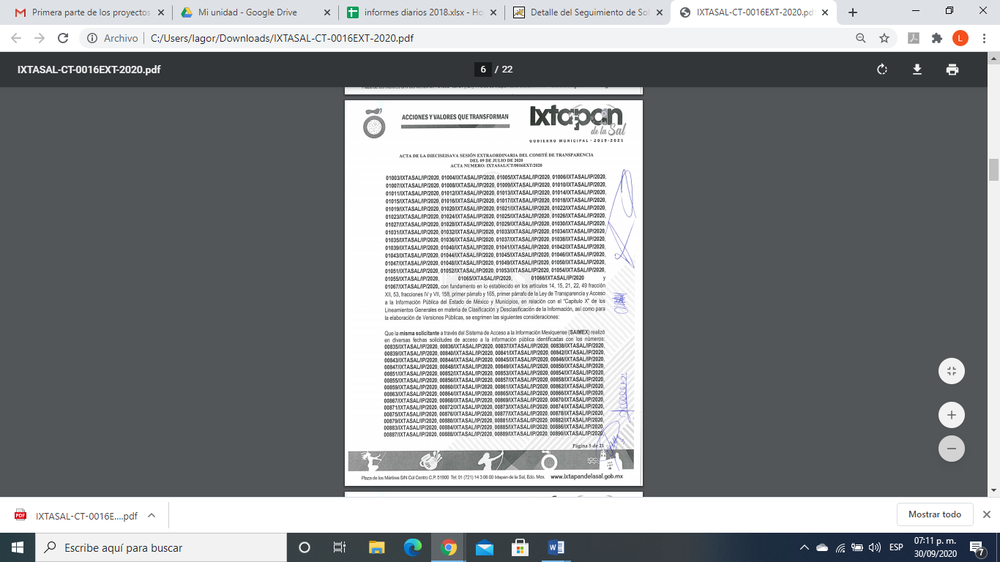 Primera parte de los proyectos
Mi unidad - Google Drive
informes diarios 2018.xlsx - Ho
Detalle del Seguimiento de Sol
IXTASAL-CT-0016EXT-2020.pdf
Archivo
C:/Users/lagor/Downloads/IXTASAL-CT-0016EXT-2020.pdf
L
IXTASAL-CT-0016EXT-2020.pdf
6 / 22
ACCIONES Y VALORES QUE TRANSFORMAN
Ixtapan
de la Sal
GOBIERNO MUNICIPAL · 2019-2021
ACTA DE LA DIECISEISAVA SESIÓN EXTRAORDINARIA DEL COMITÉ DE TRANSPARENCIA
DEL 09 DE JULIO DE 2020
ACTA NUMERO: IXTASAL/CT/0016EXT/2020
01003/IXTASAL/IP/2020, 01004/IXTASAL/IP/2020, 01005/IXTASAL/IP/2020, 01006/IXTASAL/IP/2020,
01007/IXTASAL/IP/2020, 01008/IXTASAL/IP/2020, 01009/IXTASAL/IP/2020, 01010/IXTASAL/IP/2020,
01011/IXTASAL/IP/2020, 01012/IXTASAL/IP/2020, 01013/IXTASAL/IP/2020, 01014/IXTASAL/IP/2020,
01015/IXTASAL/IP/2020, 01016/IXTASAL/IP/2020, 01017/IXTASAL/IP/2020, 01018/IXTASAL/IP/2020,
01019/IXTASAL/IP/2020, 01020/IXTASAL/IP/2020, 01021/IXTASAL/IP/2020, 01022/IXTASAL/IP/2020,
01023/IXTASAL/IP/2020, 01024/IXTASAL/IP/2020, 01025/IXTASAL/IP/2020, 01026/IXTASAL/IP/2020,
01027/IXTASAL/IP/2020, 01028/IXTASAL/IP/2020, 01029/IXTASAL/IP/2020, 01030/IXTASAL/IP/2020,
01031/IXTASAL/IP/2020, 01032/IXTASAL/IP/2020, 01033/IXTASAL/IP/2020, 01034/IXTASAL/IP/2020,
01035/IXTASAL/IP/2020, 01036/IXTASAL/IP/2020, 01037/IXTASAL/IP/2020, 01038/IXTASAL/IP/2020,
01039/IXTASAL/IP/2020, 01040/IXTASAL/IP/2020, 01041/IXTASAL/IP/2020, 01042/IXTASAL/IP/2020,
01043/IXTASAL/IP/2020, 01044/IXTASAL/IP/2020, 01045/IXTASAL/IP/2020, 01046/IXTASAL/IP/2020,
01047/IXTASAL/IP/2020, 01048/IXTASAL/IP/2020, 01049/IXTASAL/IP/2020, 01050/IXTASAL/IP/2020,
01051/IXTASAL/IP/2020, 01052/IXTASAL/IP/2020, 01053/IXTASAL/IP/2020, 01054/IXTASAL/IP/2020,
01055/IXTASAL/IP/2020, 01065/IXTASAL/IP/2020, 01066/IXTASAL/IP/2020 y
01067/IXTASAL/IP/2020, con fundamento en lo establecido en los artículos 14, 15, 21, 22, 49 fracción
XII, 53, fracciones IV y VII, 158, primer párrafo y 165, primer párrafo de la Ley de Transparencia y Acceso
a la Información Pública del Estado de México y Municipios, en relación con el "Capítulo X" de los
Lineamientos Generales en materia de Clasificación y Desclasificación de la Información, así como para
la elaboración de Versiones Públicas, se esgrimen las siguientes consideraciones:
Que la misma solicitante a través del Sistema de Acceso a la Información Mexiquense (SAIMEX) realizó
en diversas fechas solicitudes de acceso a la información pública identificadas con los números:
00835/IXTASAL/IP/2020, 00836/IXTASAL/IP/2020, 00837/IXTASAL/IP/2020, 00838/IXTASAL/IP/2020,
00839/IXTASAL/IP/2020, 00840/IXTASAL/IP/2020, 00841/IXTASAL/IP/2020, 00842/IXTASAL/IP/2020,
00843/IXTASAL/IP/2020, 00844/IXTASAL/IP/2020, 00845/IXTASAL/IP/2020, 00846/IXTASAL/IP/2020,
00847/IXTASAL/IP/2020, 00848/IXTASAL/IP/2020, 00849/IXTASAL/IP/2020, 00850/IXTASAL/IP/2020,
00851/IXTASAL/IP/2020, 00852/IXTASAL/IP/2020, 00853/IXTASAL/IP/2020, 00854/IXTASAL/IP/2020,
00855/IXTASAL/IP/2020, 00856/IXTASAL/IP/2020, 00857/IXTASAL/IP/2020, 00858/IXTASAL/IP/2020,
00859/IXTASAL/IP/2020, 00860/IXTASAL/IP/2020, 00861/IXTASAL/IP/2020, 00862/IXTASAL/IP/2020,
00863/IXTASAL/IP/2020, 00864/IXTASAL/IP/2020, 00865/IXTASAL/IP/2020, 00866/IXTASAL/IP/2020,
00867/IXTASAL/IP/2020, 00868/IXTASAL/IP/2020, 00869/IXTASAL/IP/2020, 00870/IXTASAL/IP/2020,
00871/IXTASAL/IP/2020, 00872/IXTASAL/IP/2020, 00873/IXTASAL/IP/2020, 00874/IXTASAL/IP/2020,
00875/IXTASAL/IP/2020, 00876/IXTASAL/IP/2020, 00877/IXTASAL/IP/2020, 00878/IXTASAL/IP/2020,
00879/IXTASAL/IP/2020, 00880/IXTASAL/IP/2020, 00881/IXTASAL/IP/2020, 00882/IXTASAL/IP/2020,
00883/IXTASAL/IP/2020, 00884/IXTASAL/IP/2020, 00885/IXTASAL/IP/2020, 00886/IXTASAL/IP/2020,
00887/IXTASAL/IP/2020, 00888/IXTASAL/IP/2020, 00889/IXTASAL/IP/2020, 00890/IXTASAL/IP/2020,
Página 5 de 21
Plaza de los Mártires S/N Col Centro C.P. 51900 Tel: 01 (721) 14 3 06 00 Ixtapan de la Sal, Edo. Mex. www.ixtapandelasal.gob.mx
IXTASAL-CT-0016E....pdf
Mostrar todo
Escribe aquí para buscar
ESP
07:11 p. m.
30/09/2020
7